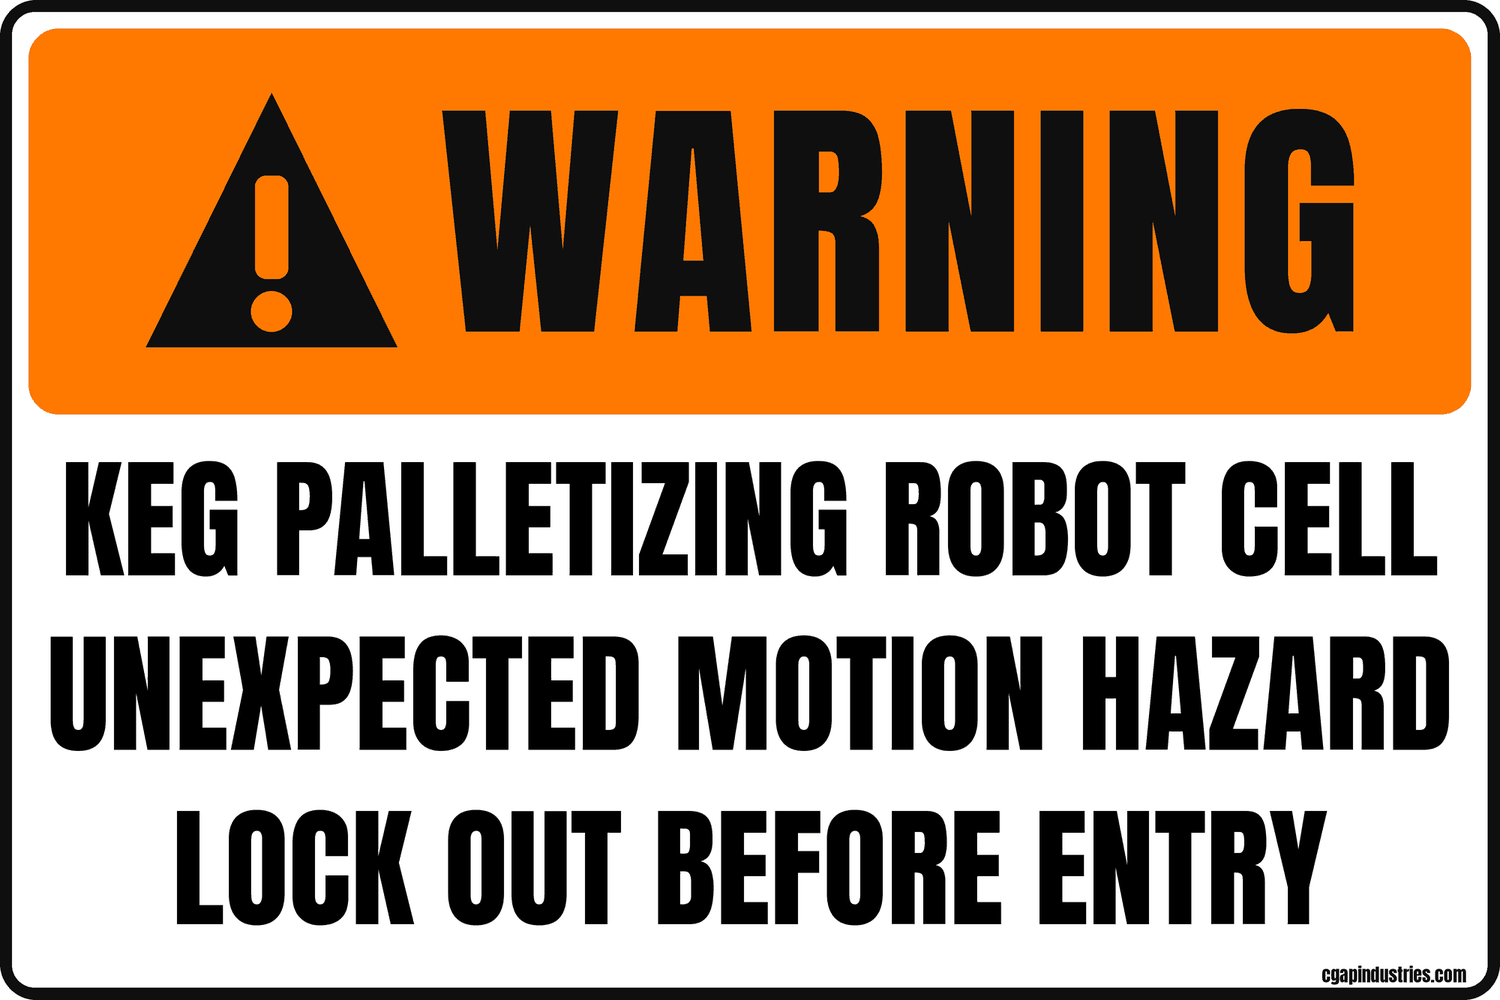 WARNING
KEG PALLETIZING ROBOT CELL
UNEXPECTED MOTION HAZARD
LOCK OUT BEFORE ENTRY
cgapindustries.com